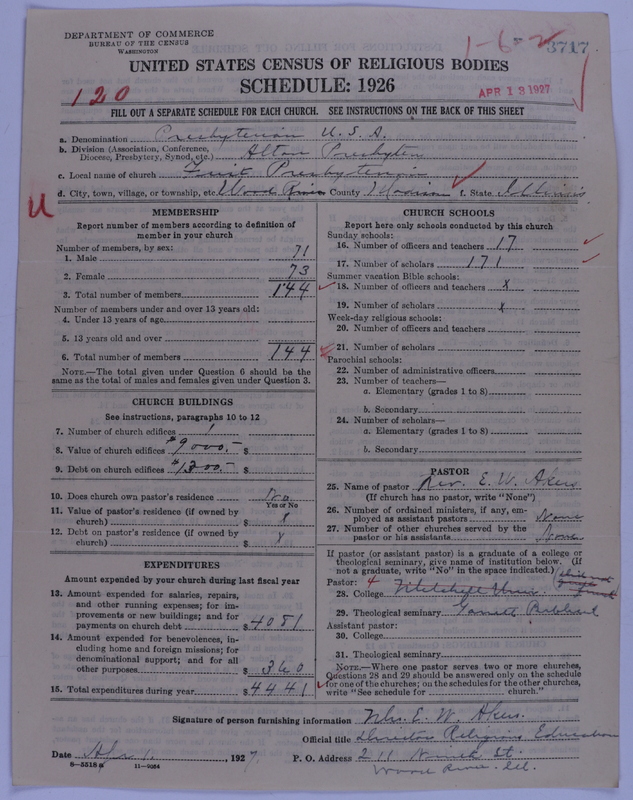 DEPARTMENT OF COMMERCE
BUREAU OF THE CENSUS
WASHINGTON
1-6
3717
UNITED STATES CENSUS OF RELIGIOUS BODIES
SCHEDULE: 1926
120
APR 13 1927
FILL OUT A SEPARATE SCHEDULE FOR EACH CHURCH. SEE INSTRUCTIONS ON THE BACK OF THIS SHEET
a. Denomination Presbyterian U.S.A.
b. Division (Association, Conference, Diocese, Presbytery, Synod, etc.) Alton Presbytery
c. Local name of church First Presbyterian
d. City, town, village, or township, etc. Wood River County Madison f. State Illinois
U
MEMBERSHIP
Report number of members according to definition of member in your church
Number of members, by sex:
1. Male 71
2. Female 73
3. Total number of members 144
Number of members under and over 13 years old:
4. Under 13 years of age
5. 13 years old and over
6. Total number of members 144
NOTE.—The total given under Question 6 should be
same as the total of males and females given under Question 3.
CHURCH BUILDINGS
See instructions, paragraphs 10 to 12
7. Number of church edifices 1
8. Value of church edifices $9000.- $
9. Debt on church edifices $1200.- $
10. Does church own pastor's residence No
Yes or No
11. Value of pastor's residence (if owned by
church) $ x
12. Debt on pastor's residence (if owned by
church) $ x
EXPENDITURES
Amount expended by your church during last fiscal year
13. Amount expended for salaries, repairs,
and other running expenses; for im-
provements or new buildings; and for
payments on church debt $ 4081
14. Amount expended for benevolences, in-
cluding home and foreign missions; for
denominational support; and for all
other purposes $ 360
15. Total expenditures during year $ 4441
CHURCH SCHOOLS
Report here only schools conducted by this church
Sunday schools:
16. Number of officers and teachers 17
17. Number of scholars 171
Summer vacation Bible schools:
18. Number of officers and teachers x
19. Number of scholars x
Week-day religious schools:
20. Number of officers and teachers
21. Number of scholars
Parochial schools:
22. Number of administrative officers
23. Number of teachers—
a. Elementary (grades 1 to 8)
b. Secondary
24. Number of scholars—
a. Elementary (grades 1 to 8)
b. Secondary
PASTOR
25. Name of pastor Rev. E. W. Akers
(If church has no pastor, write "None")
26. Number of ordained ministers, if any, em-
ployed as assistant pastors None
27. Number of other churches served by the
pastor or his assistants None
If pastor (or assistant pastor) is a graduate of a college or
theological seminary, give name of institution below. (If
not a graduate, write "No" in the space indicated.)
Pastor: 4
28. College
29. Theological seminary Garrett
Assistant pastor:
30. College
31. Theological seminary
NOTE.—Where one pastor serves two or more churches,
Questions 28 and 29 should be answered only on the schedule
for one of the churches; on the schedules for the other churches,
write "See schedule for church."
Signature of person furnishing information Mrs. E. W. Akers.
Official title Director Religious Education
Date Apr 1, 1927. P. O. Address 211 Ninth St.
Wood River. Ill.
8-5518 a 11-9064